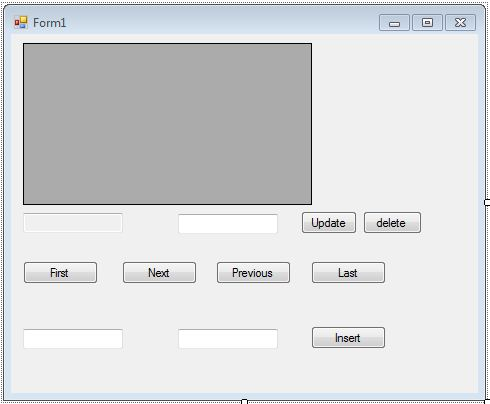 Form1
Update delete
First Next Previous Last
Insert